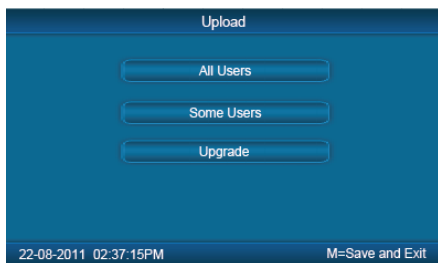 Upload
All Users
Some Users
Upgrade
22-08-2011 02:37:15PM M=Save and Exit